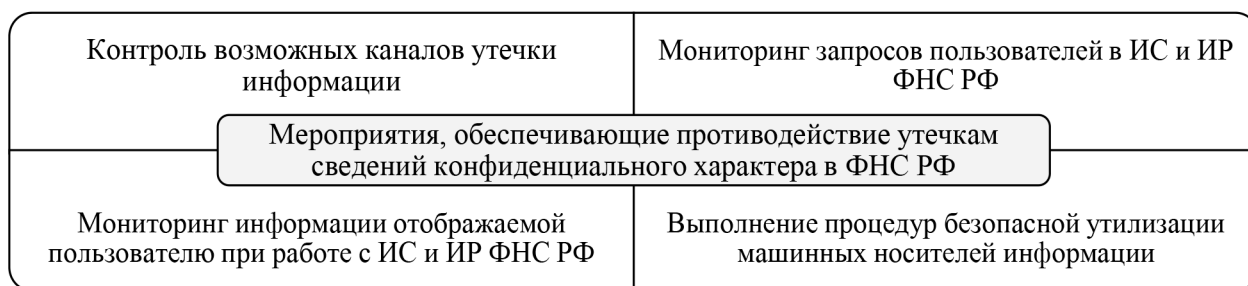 Контроль возможных каналов утечки
информации
Мониторинг запросов пользователей в ИС и ИР
ФНС РФ
Мероприятия, обеспечивающие противодействие утечкам
сведений конфиденциального характера в ФНС РФ
Мониторинг информации отображаемой
пользователю при работе с ИС и ИР ФНС РФ
Выполнение процедур безопасной утилизации
машинных носителей информации